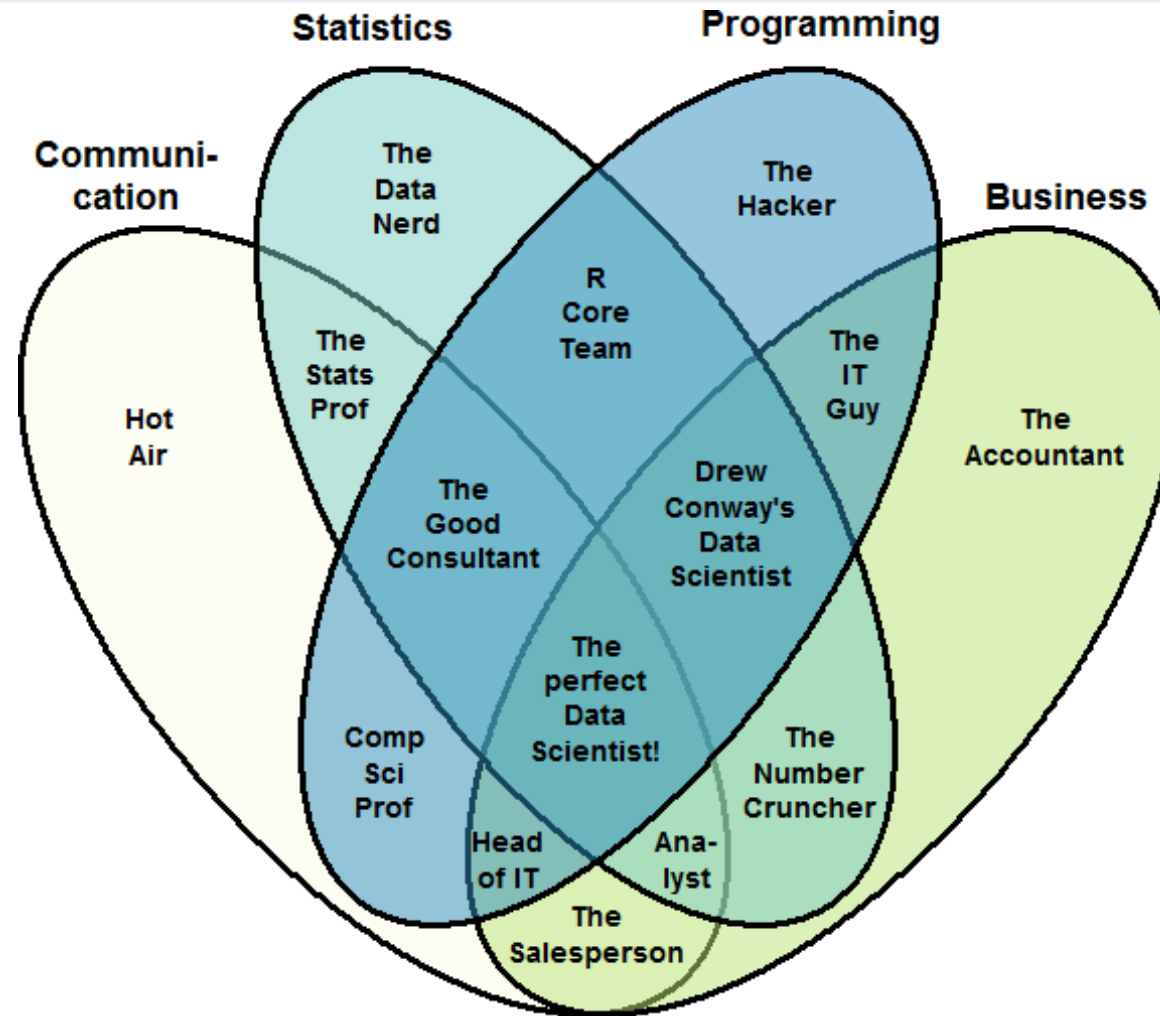 Statistics
Programming
Communi-
cation
Business
The
Data
Nerd
The
Hacker
R
Core
Team
The
Stats
Prof
The
IT
Guy
Hot
Air
The
Accountant
The
Good
Consultant
Drew
Conway's
Data
Scientist
The
perfect
Data
Scientist!
Comp
Sci
Prof
The
Number
Cruncher
Head
of IT
Ana-
lyst
The
Salesperson